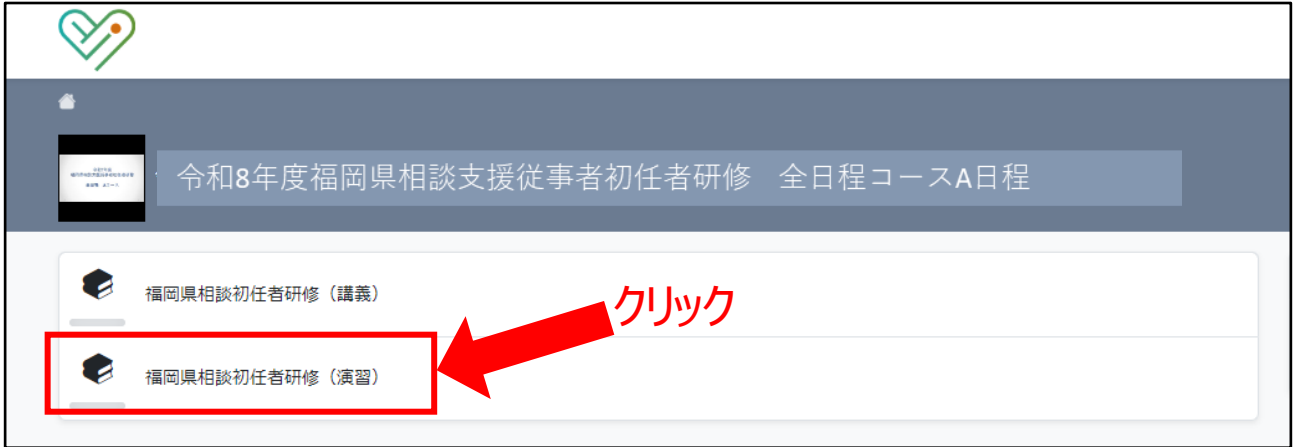 令和8年度福岡県相談支援従事者初任者研修　全日程コースA日程
福岡県相談初任者研修（講義）
クリック
福岡県相談初任者研修（演習）